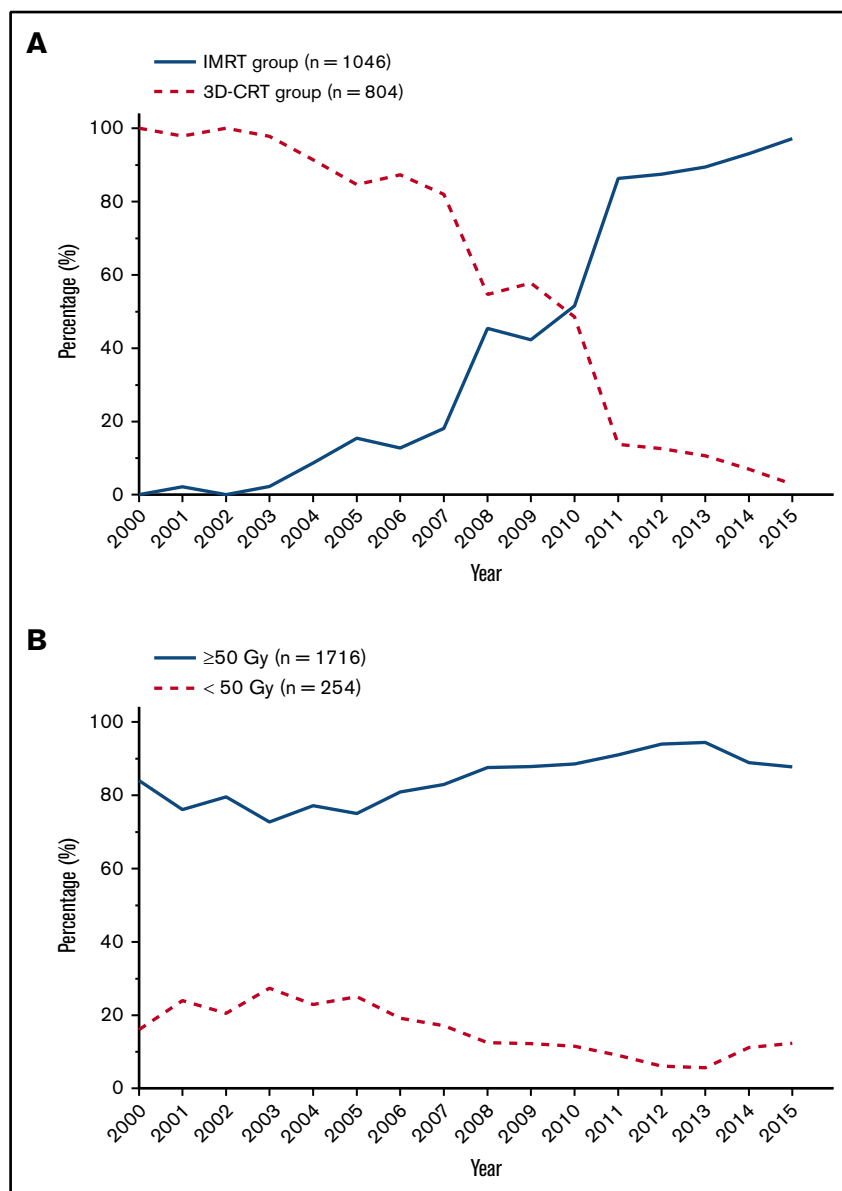 A
IMRT group (n = 1046)
3D-CRT group (n = 804)
100
80
60
40
20
0
Percentage (%)
2000 2001 2002 2003 2004 2005 2006 2007 2008 2009 2010 2011 2012 2013 2014 2015
Year
B
≥50 Gy (n = 1716)
< 50 Gy (n = 254)
100
80
60
40
20
0
Percentage (%)
2000 2001 2002 2003 2004 2005 2006 2007 2008 2009 2010 2011 2012 2013 2014 2015
Year